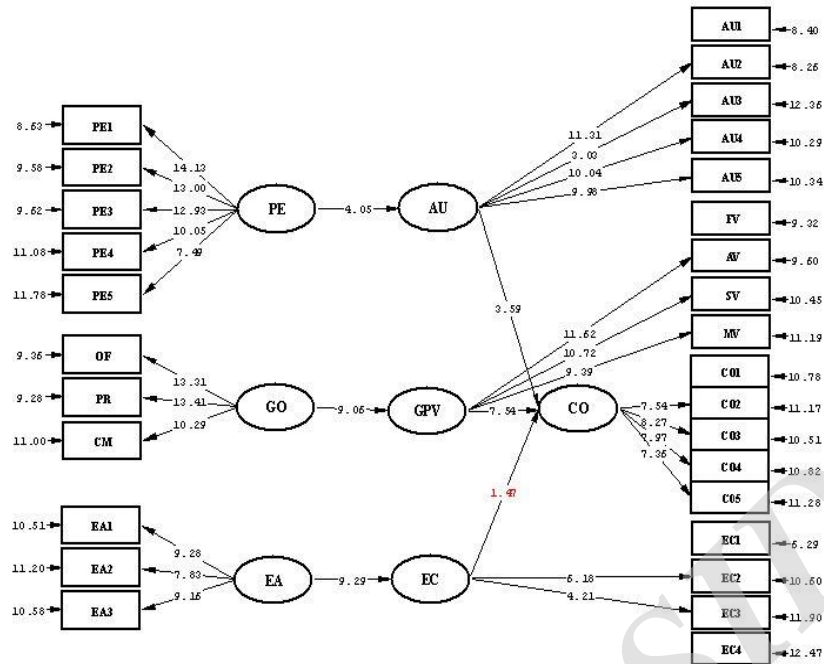 AU1 8.40
AU2 8.26
AU3 12.36
AU4 10.29
AU5 10.34
FV 9.32
AV 9.60
SV 10.45
MV 11.19
CO1 10.78
CO2 11.17
CO3 10.51
CO4 10.82
CO5 11.28
EC1
EC2 10.60
EC3 11.90
EC4 12.47
8.63 PE1
9.58 PE2
9.62 PE3
11.08 PE4
11.78 PE5
14.13
13.00
12.93
10.05
7.49
PE 4.05 AU
11.31
3.03
10.04
9.98
3.59
9.36 OF
9.28 PR
11.00 CM
13.31
13.41
10.29
GO 9.06 GPV 7.54 CO
11.62
10.72
9.39
7.54
8.27
7.97
7.36
1.47
10.51 EA1
11.20 EA2
10.58 EA3
9.28
7.83
9.16
EA 9.29 EC
6.18
4.21
SID